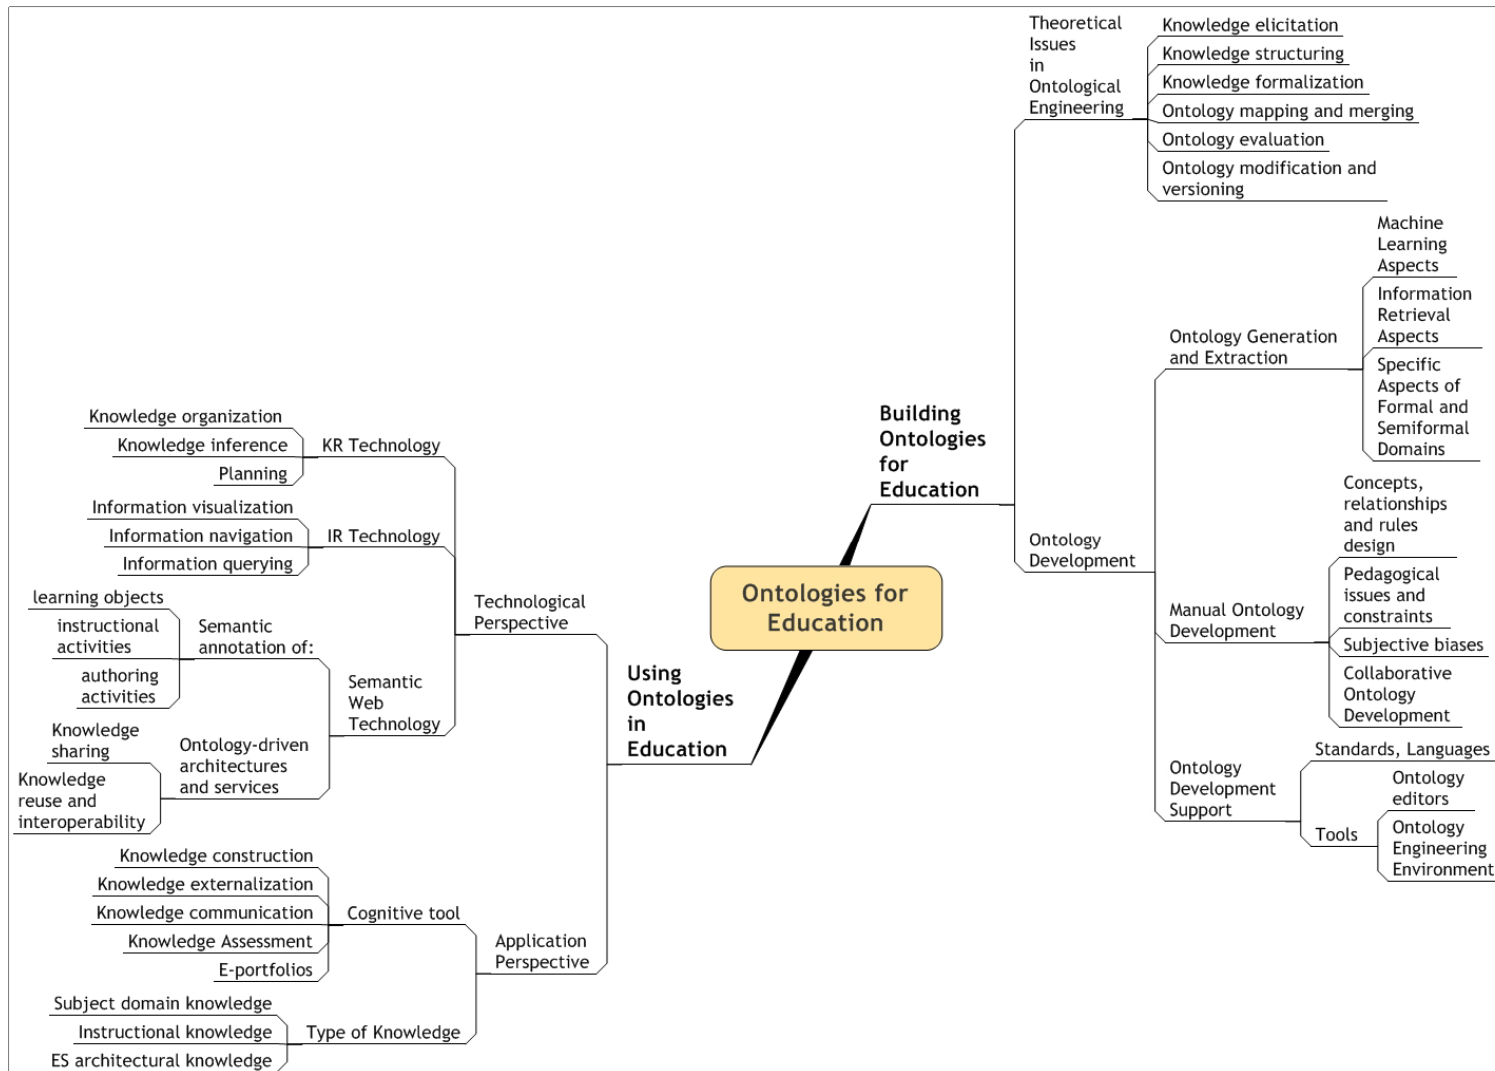 Ontologies for
Education
Building
Ontologies
for
Education
Theoretical
Issues
in
Ontological
Engineering
Knowledge elicitation
Knowledge structuring
Knowledge formalization
Ontology mapping and merging
Ontology evaluation
Ontology modification and
versioning
Ontology
Development
Ontology Generation
and Extraction
Machine
Learning
Aspects
Information
Retrieval
Aspects
Specific
Aspects of
Formal and
Semiformal
Domains
Manual Ontology
Development
Concepts,
relationships
and rules
design
Pedagogical
issues and
constraints
Subjective biases
Collaborative
Ontology
Development
Ontology
Development
Support
Standards, Languages
Tools
Ontology
editors
Ontology
Engineering
Environment
Using
Ontologies
in
Education
Technological
Perspective
KR Technology
Knowledge organization
Knowledge inference
Planning
IR Technology
Information visualization
Information navigation
Information querying
Semantic
Web
Technology
Semantic
annotation of:
learning objects
instructional
activities
authoring
activities
Ontology-driven
architectures
and services
Knowledge
sharing
Knowledge
reuse and
interoperability
Application
Perspective
Cognitive tool
Knowledge construction
Knowledge externalization
Knowledge communication
Knowledge Assessment
E-portfolios
Type of Knowledge
Subject domain knowledge
Instructional knowledge
ES architectural knowledge